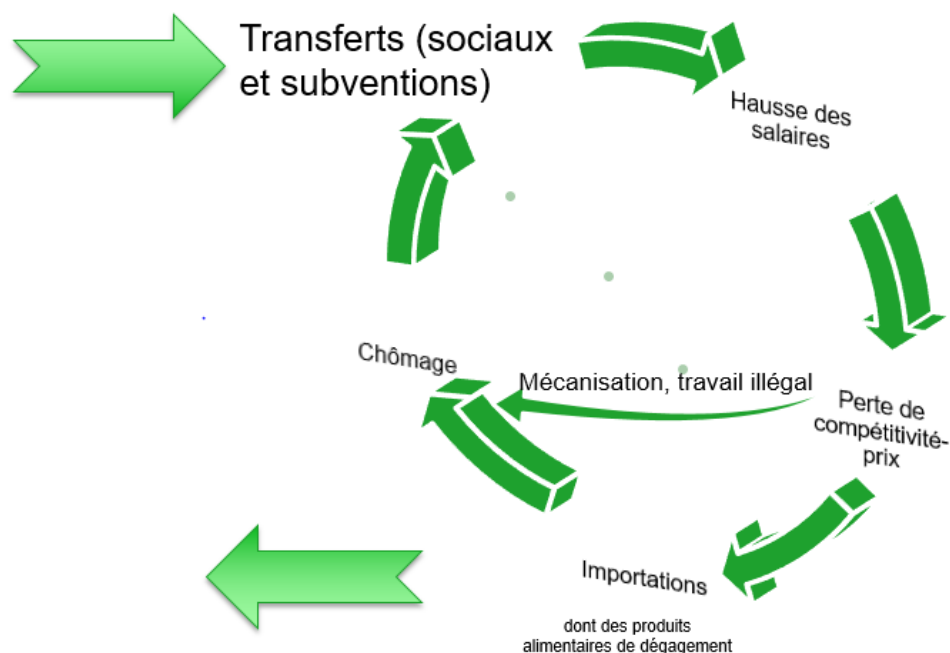 Transferts (sociaux
et subventions)
Hausse des
salaires
Chômage
Mécanisation, travail illégal
Perte de
compétitivité-
prix
Importations
dont des produits
alimentaires de dégagement